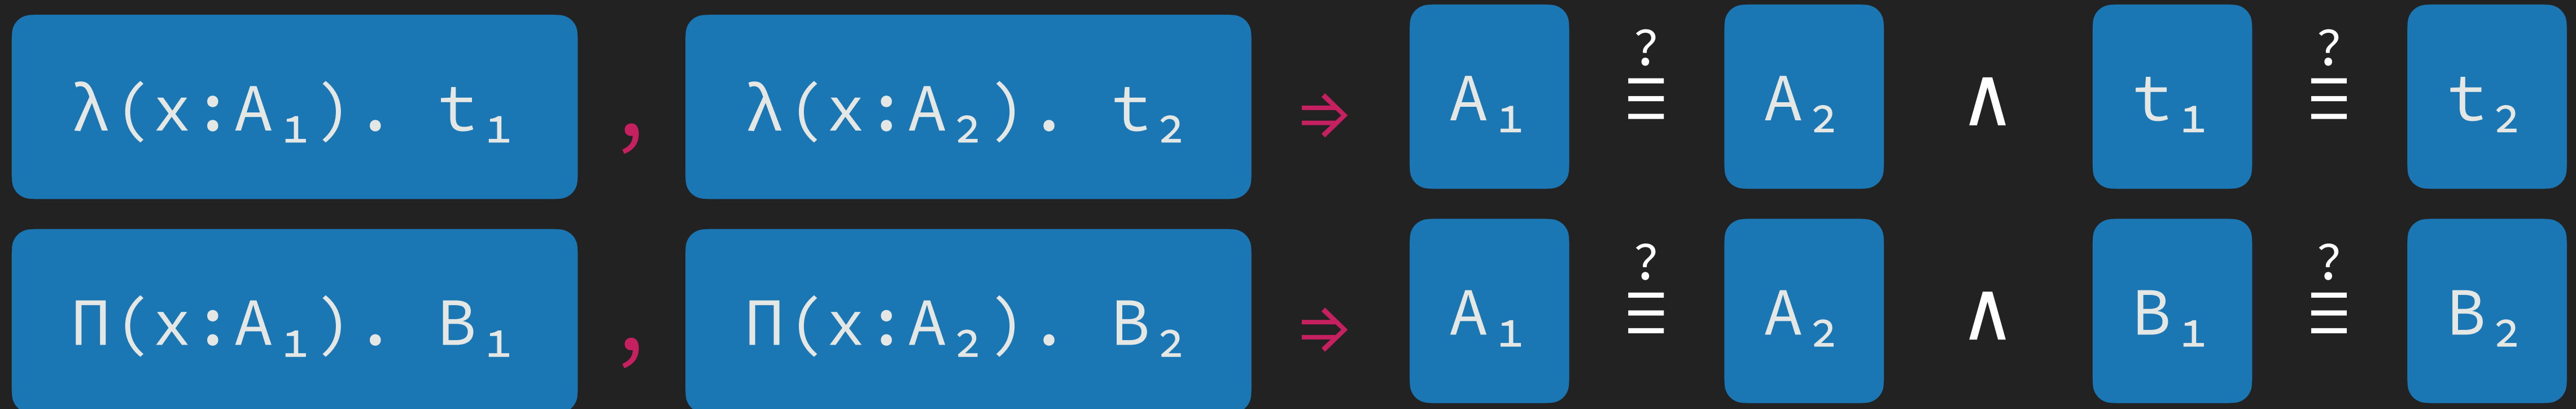 λ(x:A₁). t₁ , λ(x:A₂). t₂ ⇒ A₁ ≟ A₂ ∧ t₁ ≟ t₂
Π(x:A₁). B₁ , Π(x:A₂). B₂ ⇒ A₁ ≟ A₂ ∧ B₁ ≟ B₂